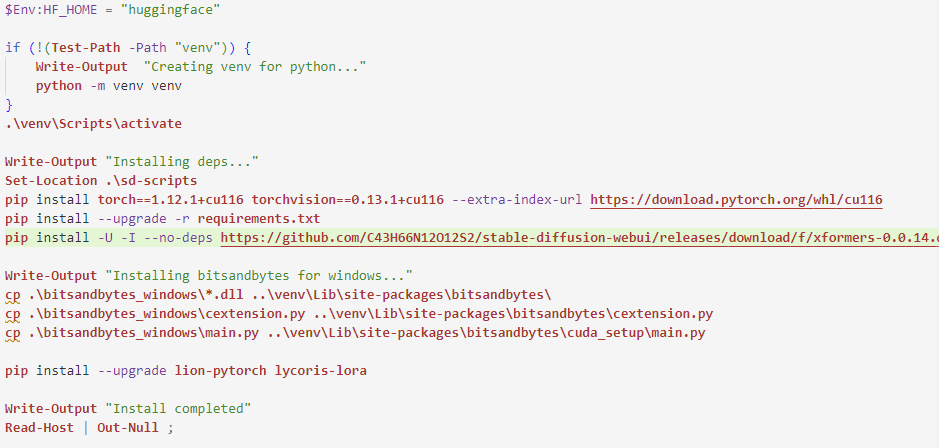 $Env:HF_HOME = "huggingface"
if (!(Test-Path -Path "venv")) {
Write-Output  "Creating venv for python..."
python -m venv venv
}
.\venv\Scripts\activate
Write-Output "Installing deps..."
Set-Location .\sd-scripts
pip install torch==1.12.1+cu116 torchvision==0.13.1+cu116 --extra-index-url https://download.pytorch.org/whl/cu116
pip install --upgrade -r requirements.txt
pip install -U -I --no-deps https://github.com/C43H66N12O12S2/stable-diffusion-webui/releases/download/f/xformers-0.0.14.
Write-Output "Installing bitsandbytes for windows..."
cp .\bitsandbytes_windows\*.dll ..\venv\Lib\site-packages\bitsandbytes\
cp .\bitsandbytes_windows\cextension.py ..\venv\Lib\site-packages\bitsandbytes\cextension.py
cp .\bitsandbytes_windows\main.py ..\venv\Lib\site-packages\bitsandbytes\cuda_setup\main.py
pip install --upgrade lion-pytorch lycoris-lora
Write-Output "Install completed"
Read-Host | Out-Null ;